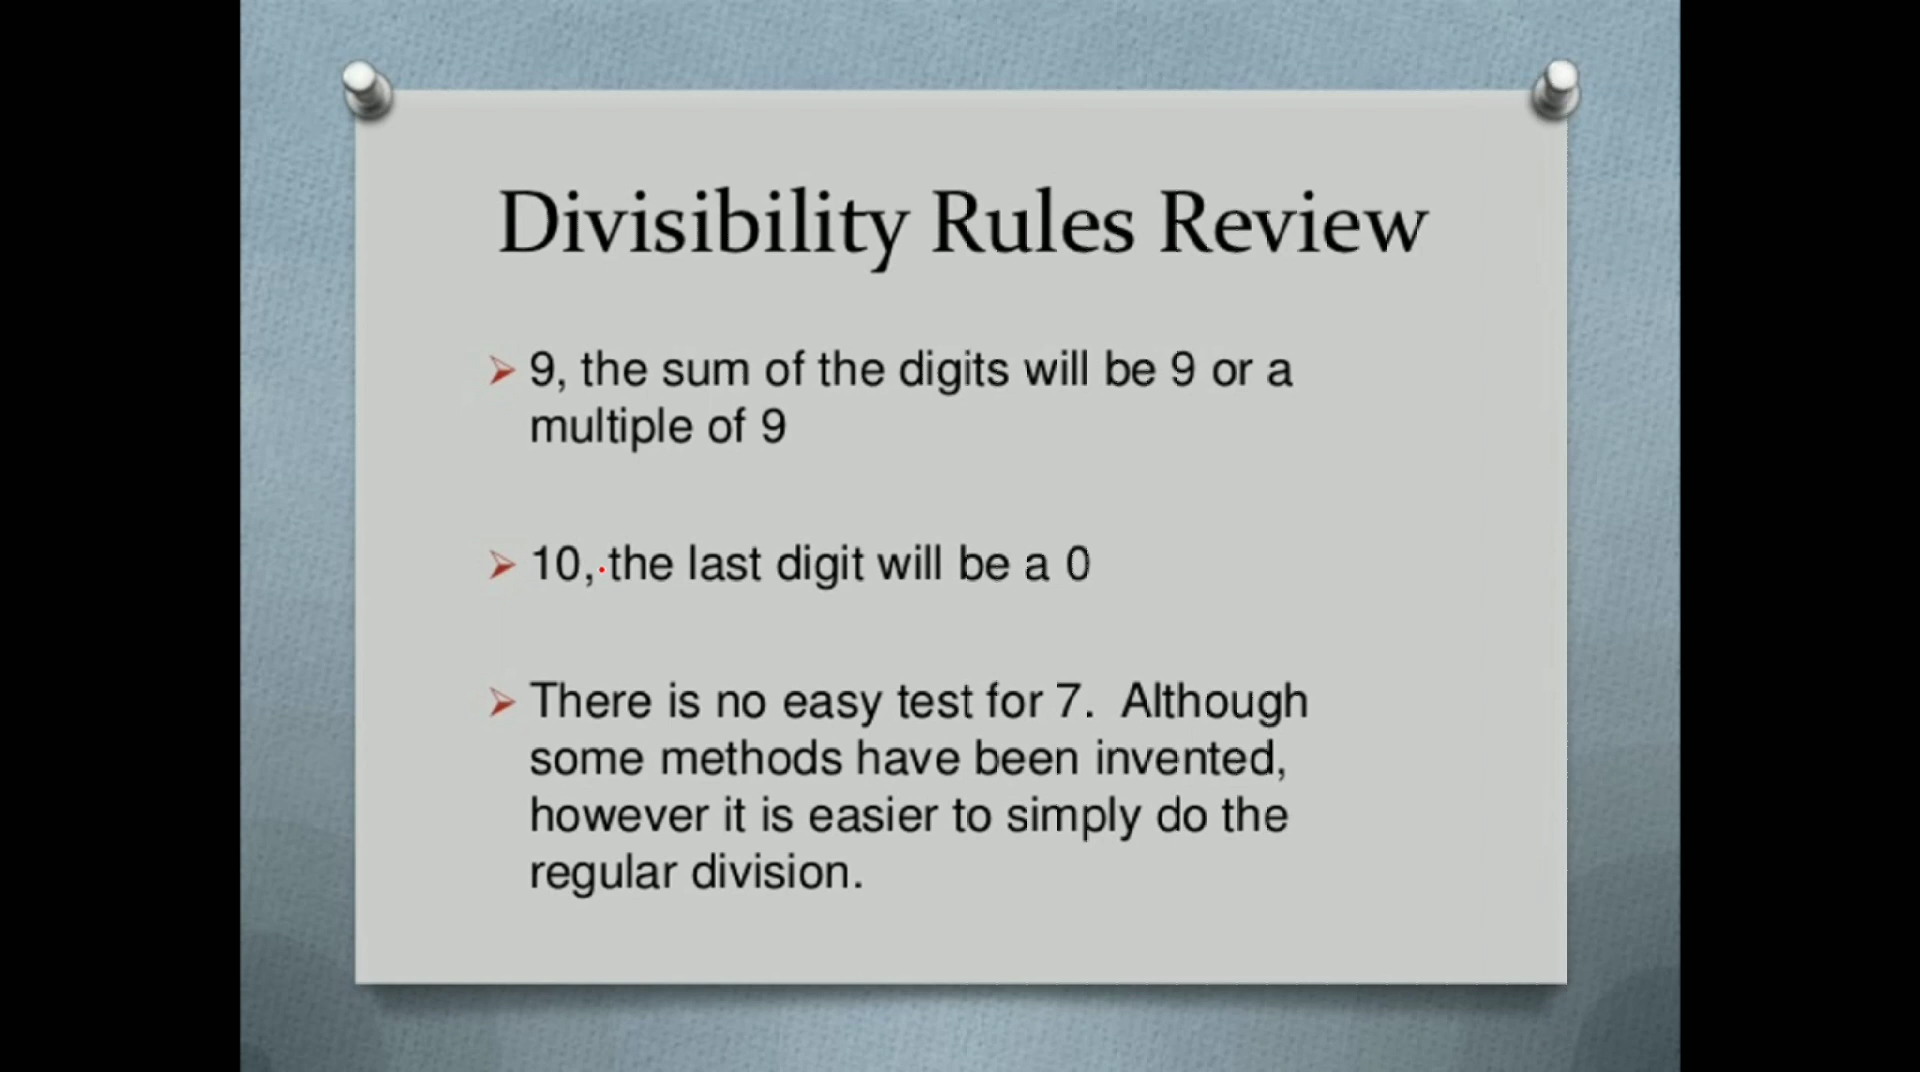 Divisibility Rules Review
9, the sum of the digits will be 9 or a
multiple of 9
10, the last digit will be a 0
There is no easy test for 7.  Although
some methods have been invented,
however it is easier to simply do the
regular division.